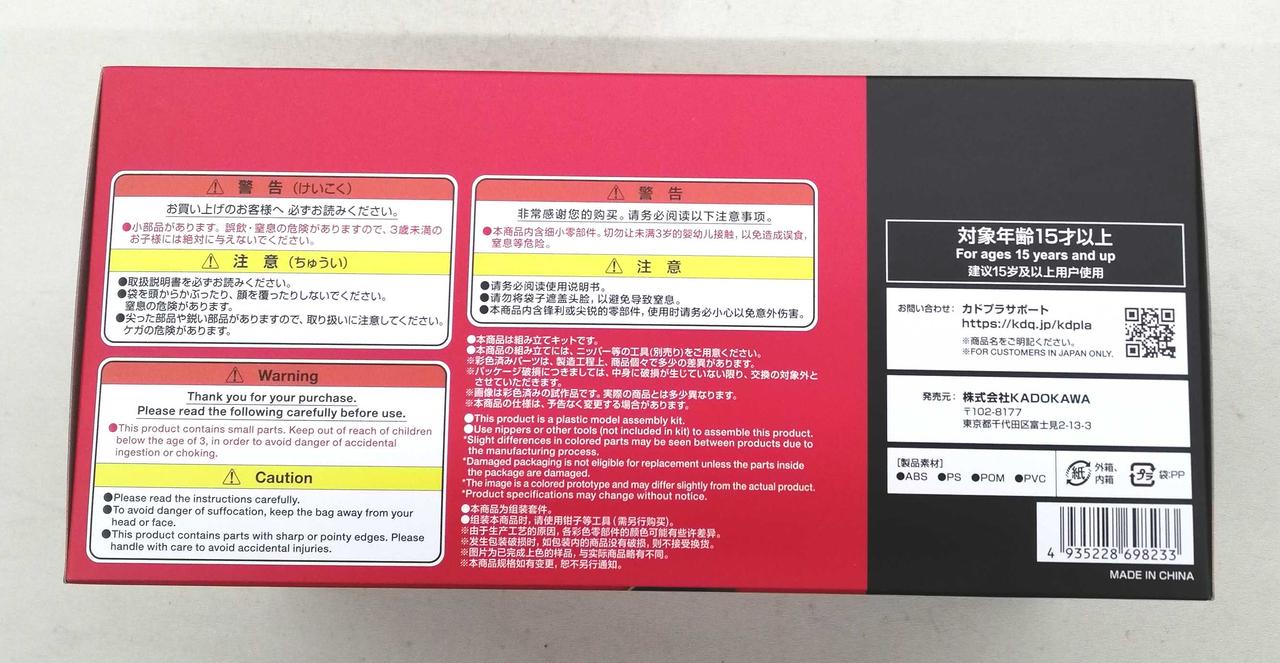 ⚠ 警 告 (けいこく)
お買い上げのお客様へ 必ずお読みください。
●小部品があります。誤飲・窒息の危険がありますので、3歳未満の
お子様には絶対に与えないでください。
⚠ 注 意 (ちゅうい)
●取扱説明書を必ずお読みください。
●袋を頭からかぶったり、顔を覆ったりしないでください。
窒息の危険があります。
●尖った部品や鋭い部品がありますので、取り扱いに注意してください。
ケガの危険があります。
⚠ Warning
Thank you for your purchase.
Please read the following carefully before use.
●This product contains small parts. Keep out of reach of children
below the age of 3, in order to avoid danger of accidental
ingestion or choking.
⚠ Caution
●Please read the instructions carefully.
●To avoid danger of suffocation, keep the bag away from your
head or face.
●This product contains parts with sharp or pointy edges. Please
handle with care to avoid accidental injuries.
⚠ 警 告
非常感谢您的购买。请务必阅读以下注意事项。
●本商品内含细小零部件。切勿让未满3岁的婴幼儿接触，以免造成误食，
窒息等危险。
⚠ 注 意
●请务必阅读使用说明书。
●请勿将袋子遮盖头脸，以避免导致窒息。
●本商品内含锋利或尖锐的零部件，使用时请务必小心以免意外伤害。
●本商品は組み立てキットです。
●本商品の組み立てには、ニッパー等の工具(別売り)をご用意ください。
※彩色済みパーツは、製造工程上、商品個々で多少の差異があります。
※パッケージ破損につきましては、中身に破損が生じていない限り、交換の対象外と
させていただきます。
※画像は彩色済みの試作品です。実際の商品とは多少異なります。
※本商品の仕様は、予告なく変更する場合があります。
●This product is a plastic model assembly kit.
●Use nippers or other tools (not included in kit) to assemble this product.
*Slight differences in colored parts may be seen between products due to
the manufacturing process.
*Damaged packaging is not eligible for replacement unless the parts inside
the package are damaged.
*The image is a colored prototype and may differ slightly from the actual product.
*Product specifications may change without notice.
●本商品为组装套件。
●组装本商品时，请使用钳子等工具（需另行购买）。
※由于生产工艺的原因，各彩色零部件的颜色可能有些许差异。
※发生包装破损时，如包装内的商品没有破损，则不接受换货。
※图片为已完成上色的样品，与实际商品略有不同。
※本商品规格如有变更，恕不另行通知。
対象年齢15才以上
For ages 15 years and up
建议15岁及以上用户使用
お問い合わせ： カドプラサポート
https://kdq.jp/kdpla
※商品名をご明記ください。
※FOR CUSTOMERS IN JAPAN ONLY.
発売元： 株式会社KADOKAWA
〒102-8177
東京都千代田区富士見2-13-3
[製品素材]
●ABS ●PS ●POM ●PVC
紙 外箱、
内箱
プラ 袋:PP
4 935228 698233
MADE IN CHINA